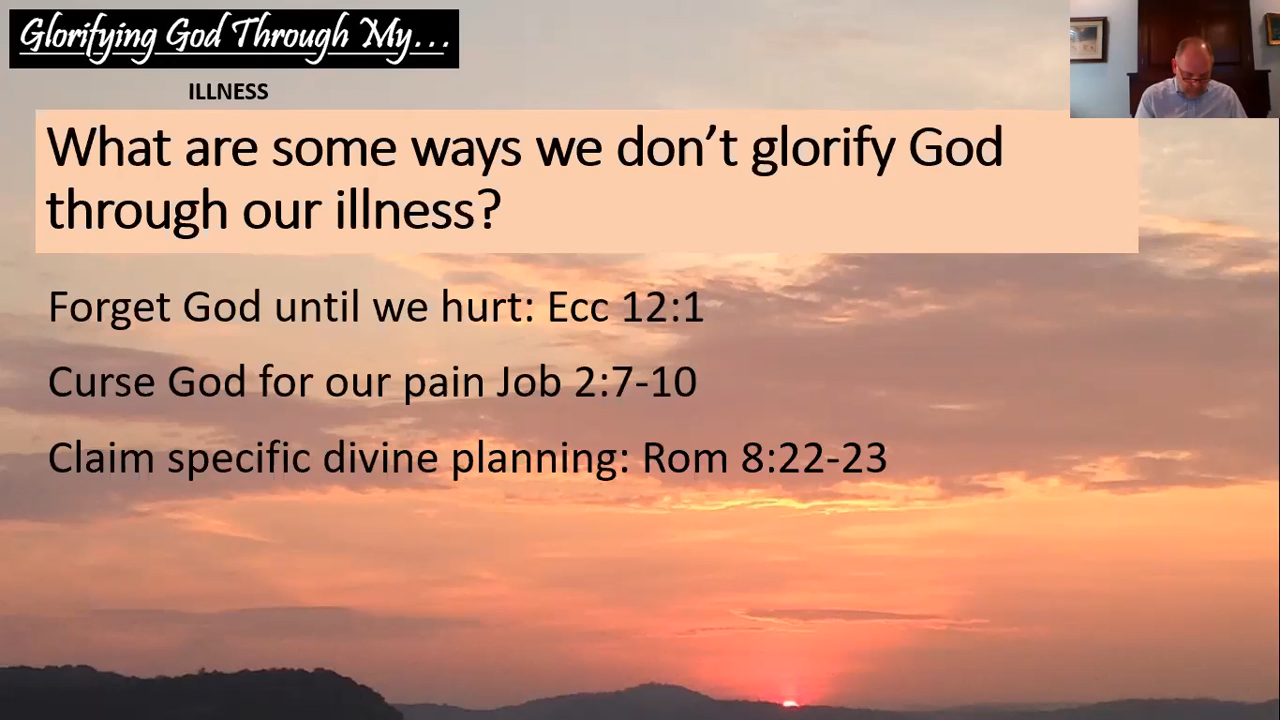 Glorifying God Through My...
ILLNESS
What are some ways we don’t glorify God
through our illness?
Forget God until we hurt: Ecc 12:1
Curse God for our pain Job 2:7-10
Claim specific divine planning: Rom 8:22-23